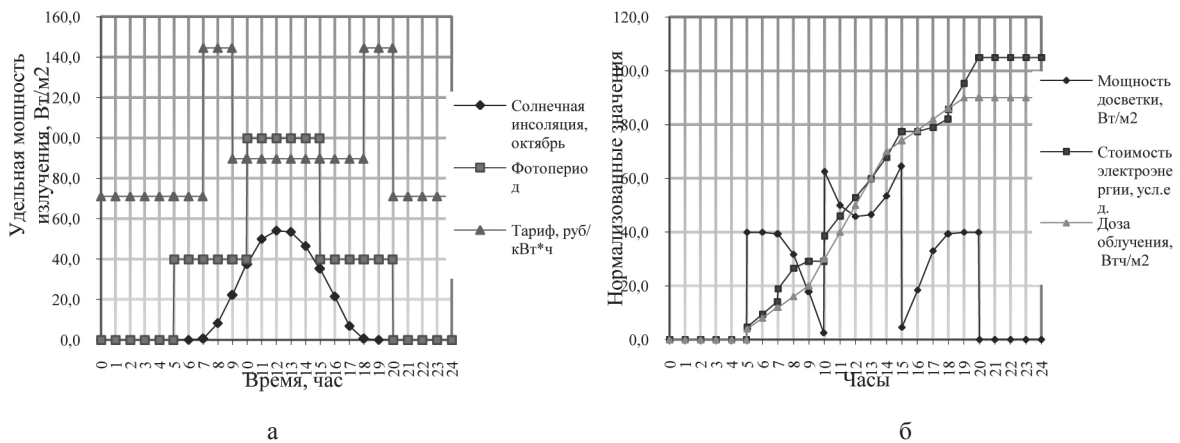 Удельная мощность
излучения, Вт/м2
160,0
140,0
120,0
100,0
80,0
60,0
40,0
20,0
0,0
0 1 2 3 4 5 6 7 8 9 10 11 12 13 14 15 16 17 18 19 20 21 22 23 24
Время, час
Солнечная
инсоляция,
октябрь
Фотоперио
д
Тариф, руб/
кВт*ч
а
Нормализованные значения
120,0
100,0
80,0
60,0
40,0
20,0
0,0
0 1 2 3 4 5 6 7 8 9 10 11 12 13 14 15 16 17 18 19 20 21 22 23 24
Часы
Мощность
досветки,
Вт/м2
Стоимость
электроэне
ргии, усл.е
д.
Доза
облучения,
Втч/м2
б